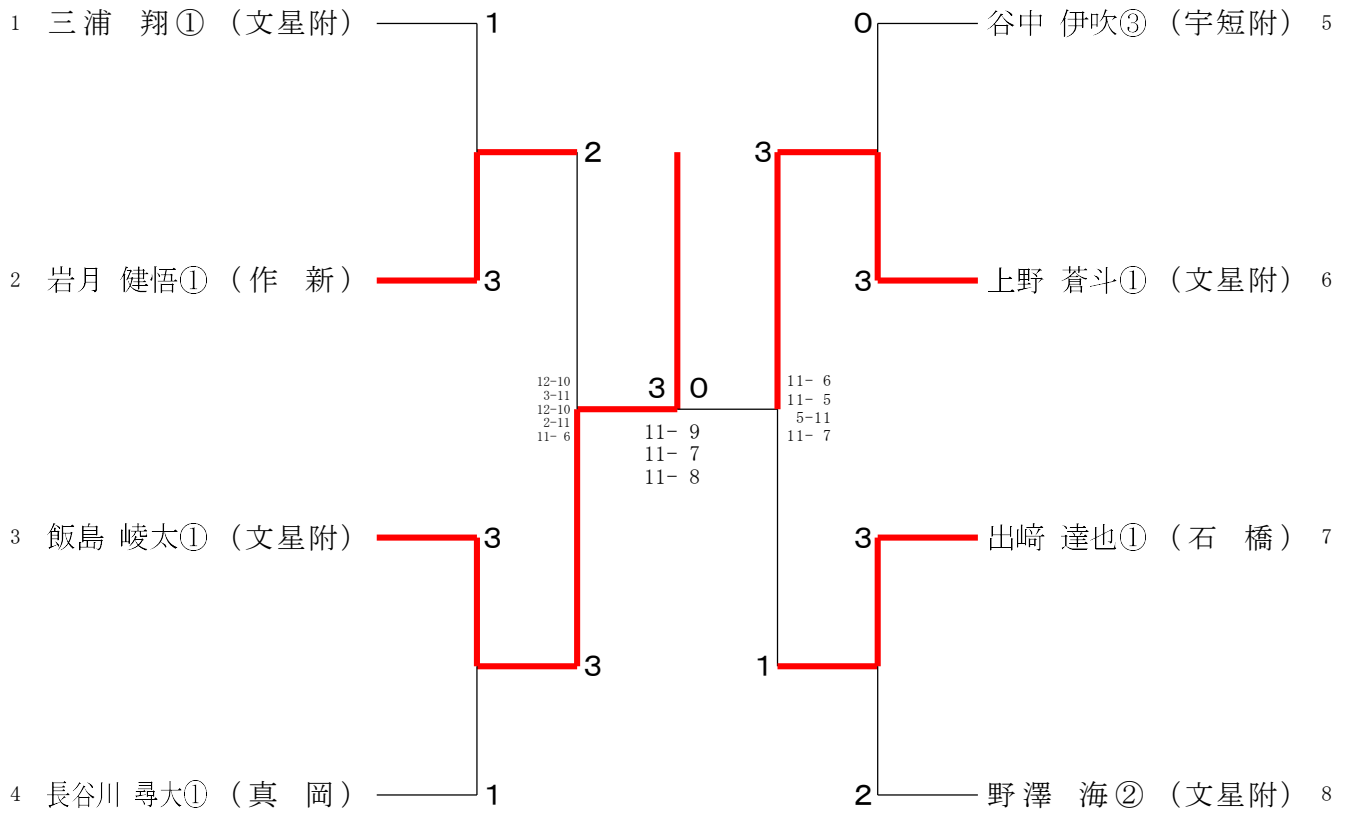 1 三浦 翔① （文星附） 1
0 谷中 伊吹③ （宇短附） 5
2
3
2 岩月 健悟① （作 新） 3
3 上野 蒼斗① （文星附） 6
12-10
3-11
12-10
2-11
11- 6
3 0
11- 9
11- 7
11- 8
11- 6
11- 5
5-11
11- 7
3 飯島 崚太① （文星附） 3
3 出﨑 達也① （石 橋） 7
3
1
4 長谷川 尋大① （真 岡） 1
2 野澤 海② （文星附） 8